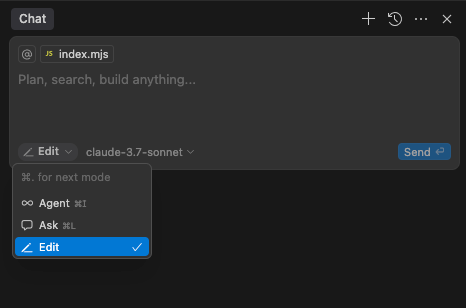 Chat
@ JS index.mjs
Plan, search, build anything...
Edit claude-3.7-sonnet Send ⏎
⌘. for next mode
Agent ⌘I
Ask ⌘L
Edit